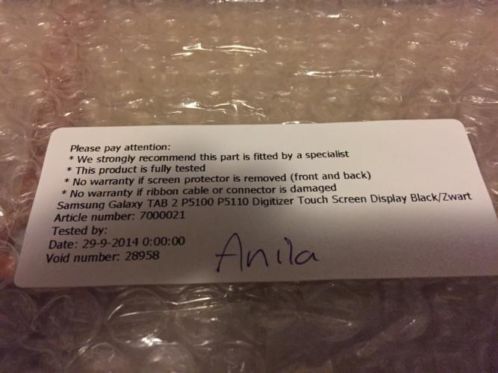 Please pay attention:
* We strongly recommend this part is fitted by a specialist
* This product is fully tested
* No warranty if screen protector is removed (front and back)
* No warranty if ribbon cable or connector is damaged
Samsung Galaxy TAB 2 P5100 P5110 Digitizer Touch Screen Display Black/Zwart
Article number: 7000021
Tested by:
Date: 29-9-2014 0:00:00
Void number: 28958
Anila